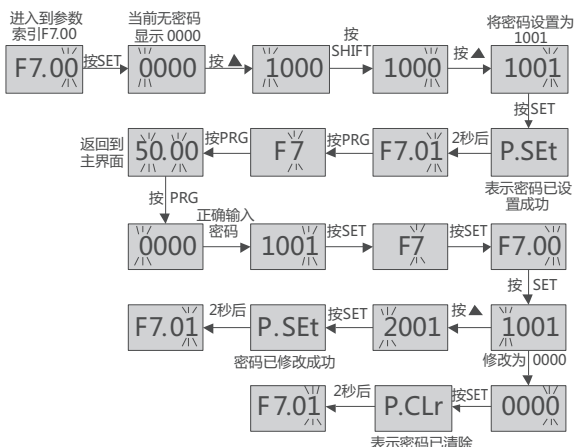 进入到参数
索引F7.00
当前无密码
显示 0000
将密码设置为
1001
F7.00
按SET
0000
按 ▲
1000
按
SHIFT
1000
按 ▲
1001
按SET
返回到
主界面
50.00
按PRG
F7
按PRG
F7.01
2秒后
P.SEt
表示密码已设
置成功
按 PRG
正确输入
密码
0000
1001
按SET
F7
按SET
F7.00
按 SET
F7.01
2秒后
P.SEt
按SET
2001
按▲
1001
密码已修改成功
修改为 0000
F7.01
2秒后
P.CLr
按SET
0000
表示密码已清除